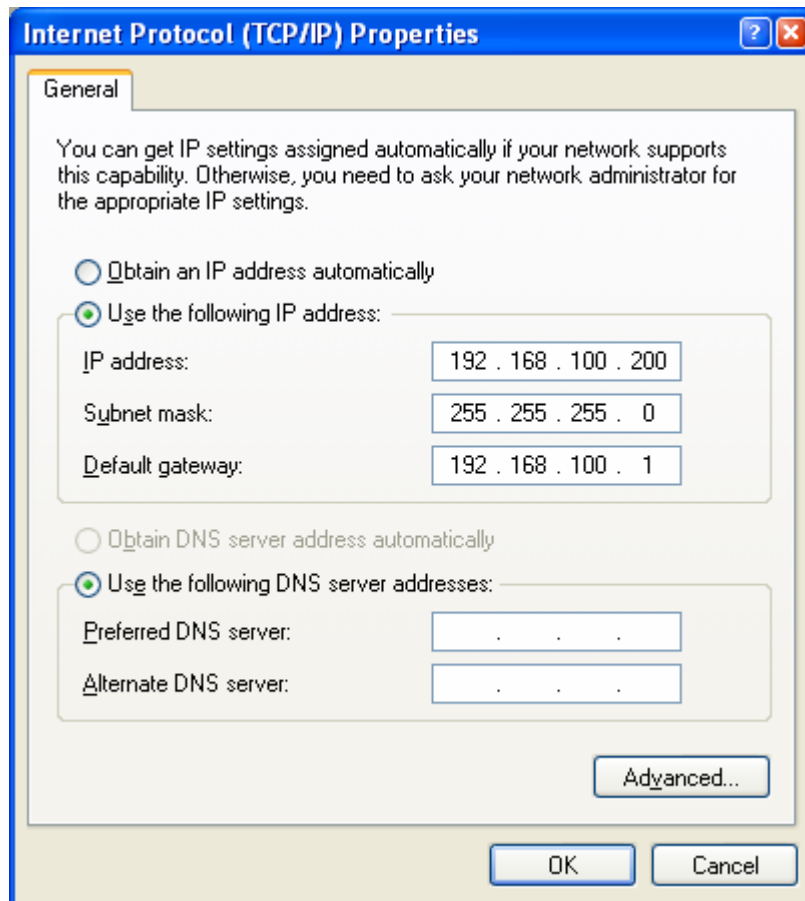 Internet Protocol (TCP/IP) Properties
General
You can get IP settings assigned automatically if your network supports
this capability. Otherwise, you need to ask your network administrator for
the appropriate IP settings.
Obtain an IP address automatically
Use the following IP address:
IP address: 192 . 168 . 100 . 200
Subnet mask: 255 . 255 . 255 . 0
Default gateway: 192 . 168 . 100 . 1
Obtain DNS server address automatically
Use the following DNS server addresses:
Preferred DNS server: . . .
Alternate DNS server: . . .
Advanced...
OK Cancel